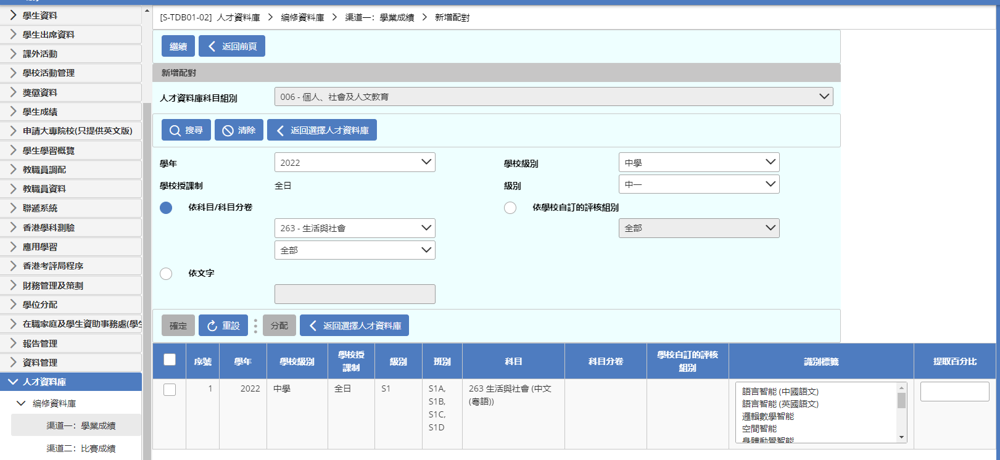 [S-TDB01-02] 人才資料庫 > 編修資料庫 > 渠道一：學業成績 > 新增配對
學生資料
學生出席資料
課外活動
學校活動管理
獎懲資料
學生成績
申請大專院校(只提供英文版)
學生學習概覽
教職員調配
教職員資料
聯遞系統
香港學科測驗
應用學習
香港考評局程序
財務管理及策劃
學位分配
在職家庭及學生資助事務處(學生
報告管理
資料管理
人才資料庫
編修資料庫
渠道一：學業成績
渠道二：比賽成績
繼續 返回前頁
新增配對
人才資料庫科目組別 006 - 個人、社會及人文教育
搜尋 清除 返回選擇人才資料庫
學年 2022 學校級別 中學
學校授課制 全日 級別 中一
依科目/科目分卷 依學校自訂的評核組別
263 - 生活與社會 全部
全部
依文字
確定 重設 分配 返回選擇人才資料庫
序號 學年 學校級別 學校授課制 級別 班別 科目 科目分卷 學校自訂的評核組別 識別標籤 提取百分比
1 2022 中學 全日 S1 S1A, S1B, S1C, S1D 263 生活與社會 (中文(粵語))
語言智能 (中國語文)
語言智能 (英國語文)
邏輯數學智能
空間智能
身體動覺智能